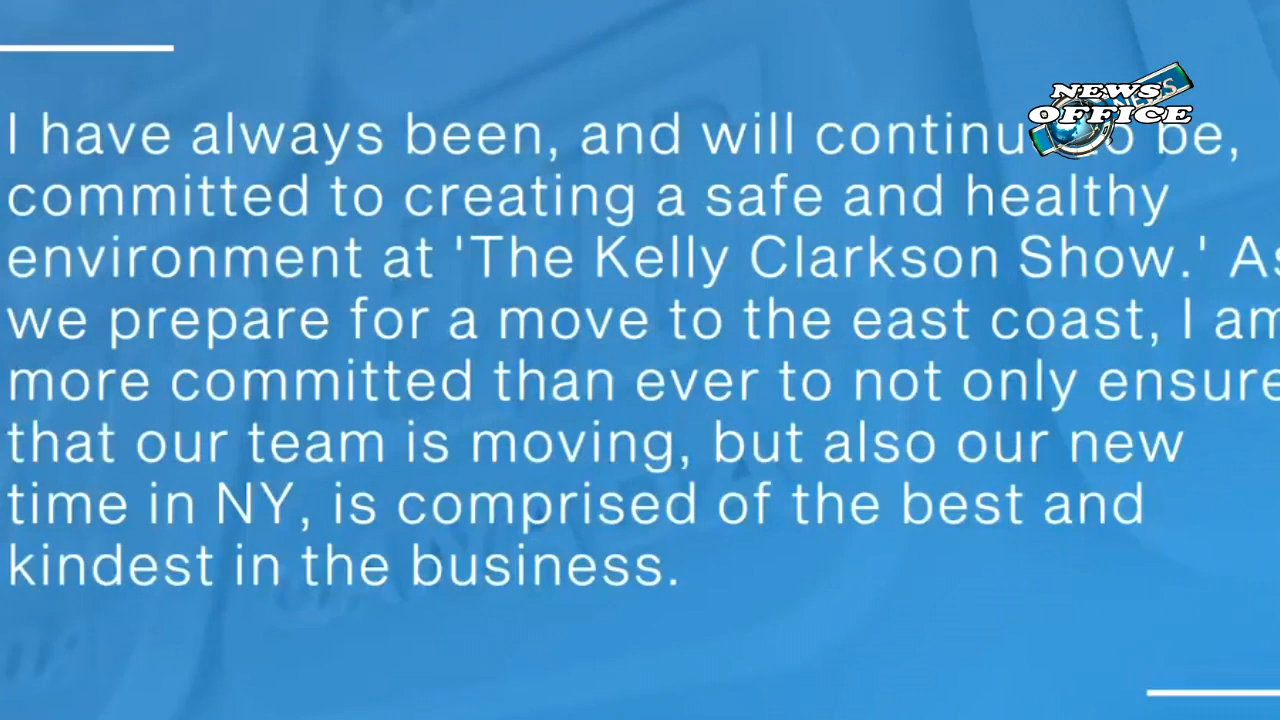 NEWS
OFFICE
I have always been, and will continu to be,
committed to creating a safe and healthy
environment at 'The Kelly Clarkson Show.' As
we prepare for a move to the east coast, I am
more committed than ever to not only ensure
that our team is moving, but also our new
time in NY, is comprised of the best and
kindest in the business.